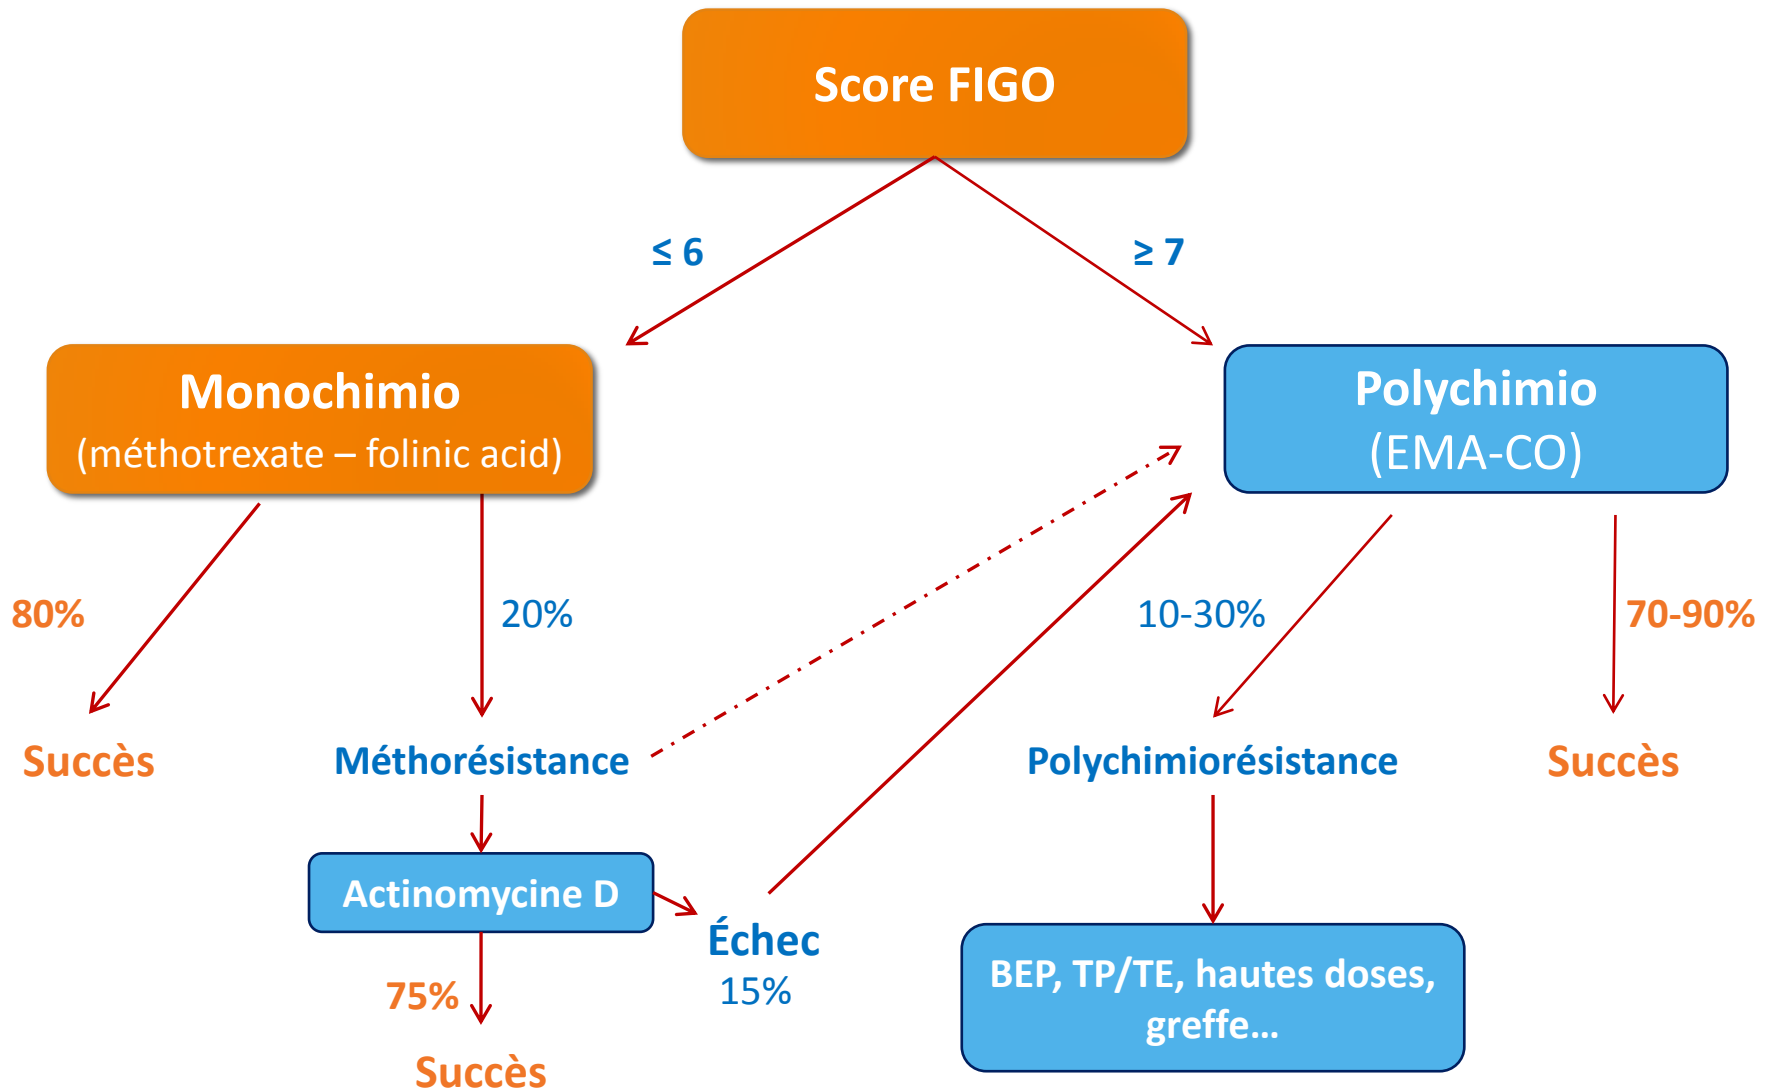 Score FIGO
≤ 6
≥ 7
Monochimio
(méthotrexate – folinic acid)
Polychimio
(EMA-CO)
80%
20%
10-30%
70-90%
Succès
Méthorésistance
Polychimiorésistance
Succès
Actinomycine D
Échec
15%
75%
Succès
BEP, TP/TE, hautes doses,
greffe...